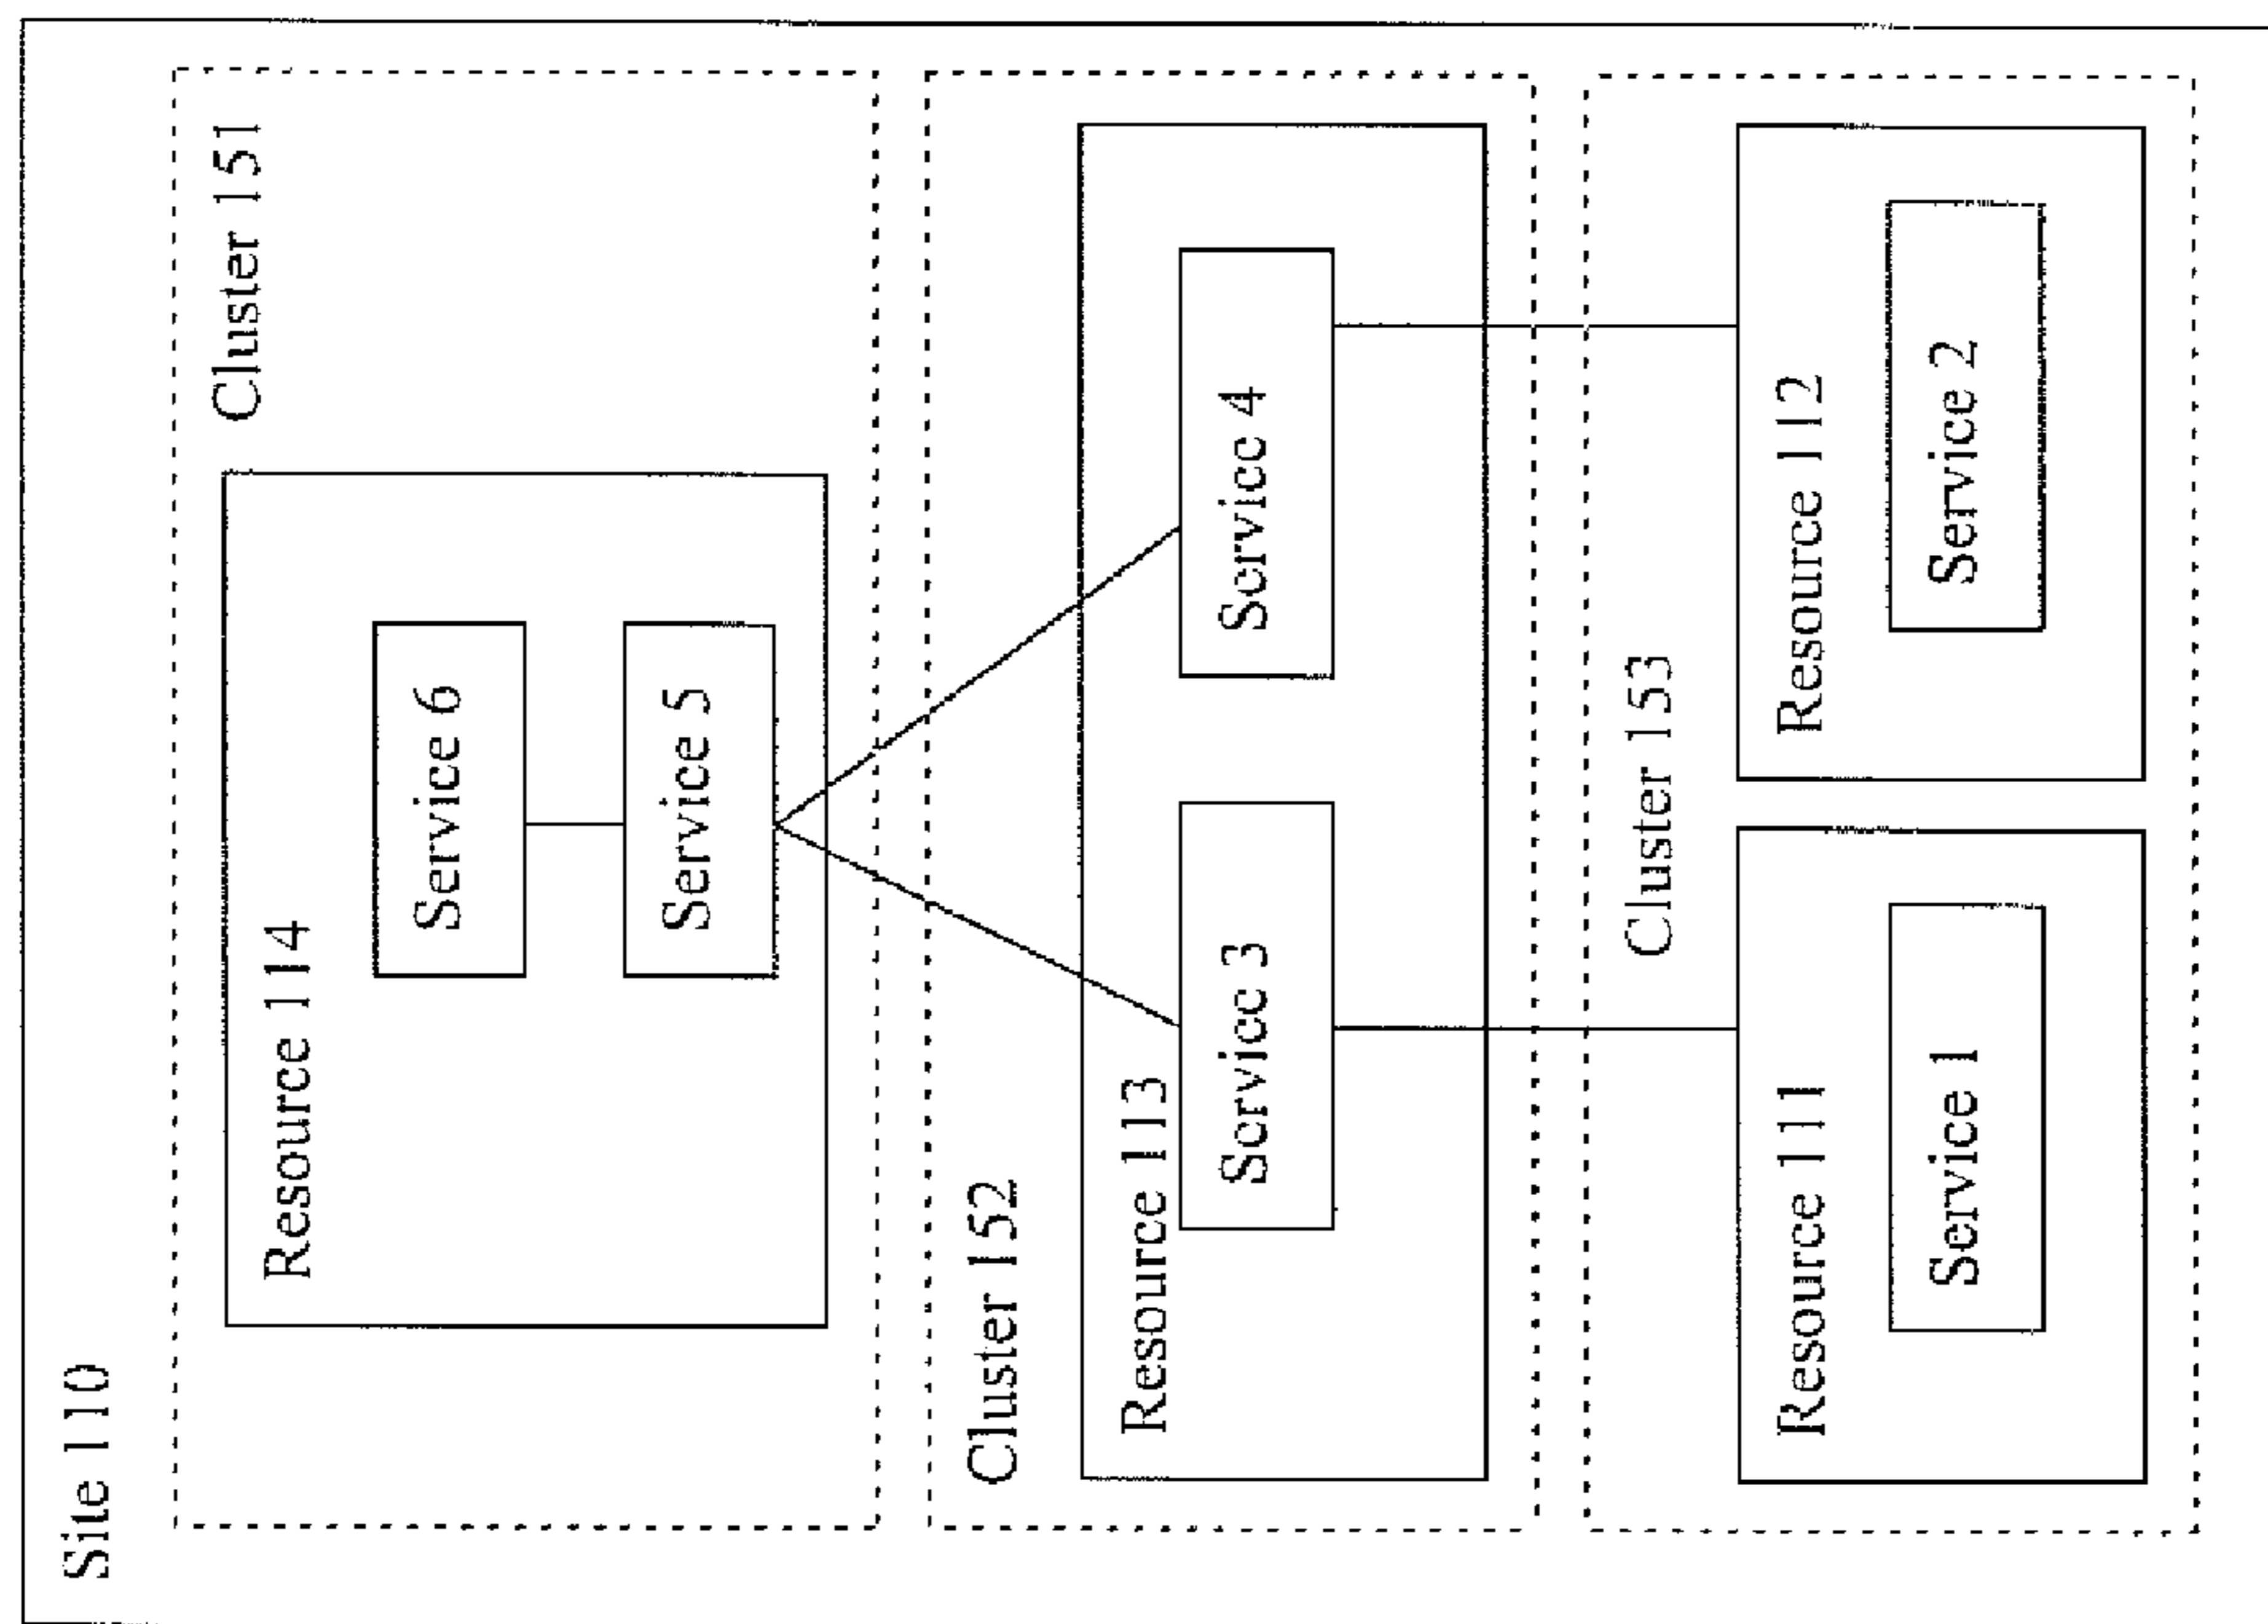 Site 110
Cluster 151
Resource 114
Service 6
Service 5
Cluster 152
Resource 113
Service 3
Service 4
Cluster 153
Resource 111
Service 1
Resource 112
Service 2